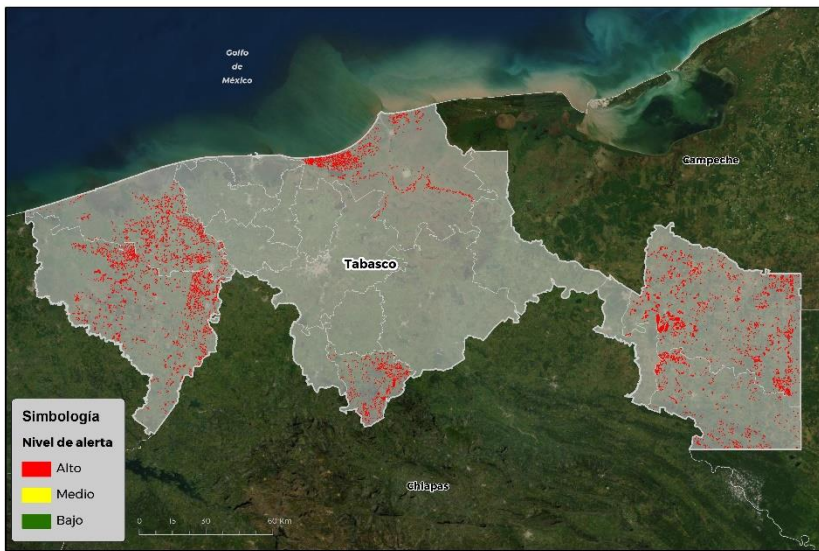 Golfo
de
México
Campeche
Tabasco
Simbología
Nivel de alerta
Alto
Medio
Bajo
Chiapas
0 15 30 60 Km